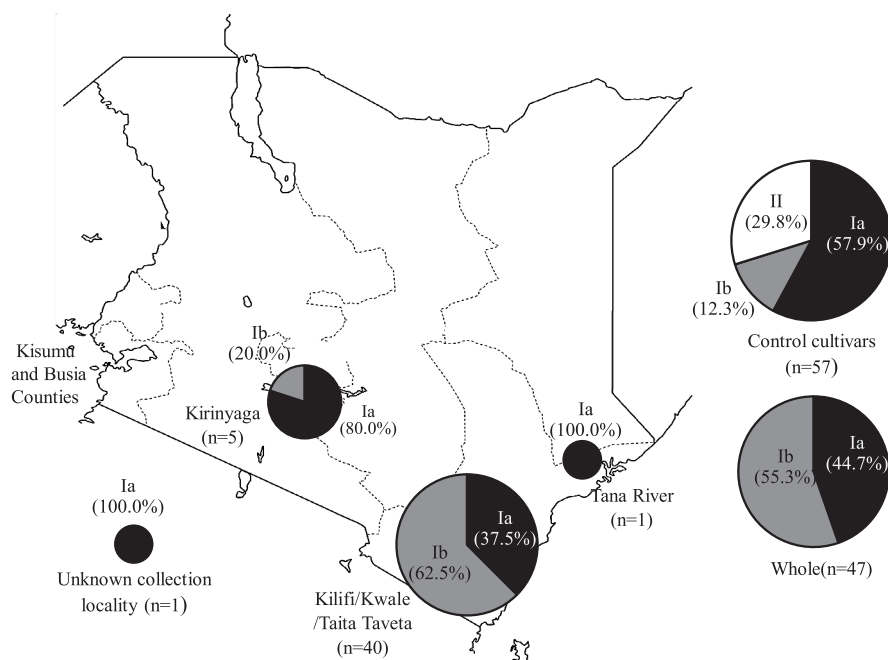 II
(29.8%)
Ia
(57.9%)
Ib
(12.3%)
Control cultivars
(n=57)
Kisumu
and Busia
Counties
Ib
(20.0%)
Kirinyaga
(n=5)
Ia
(80.0%)
Ia
(100.0%)
Tana River
(n=1)
Ib
(55.3%)
Ia
(44.7%)
Whole(n=47)
Ia
(100.0%)
Unknown collection
locality (n=1)
Ia
(37.5%)
Ib
(62.5%)
Kilifi/Kwale
/Taita Taveta
(n=40)